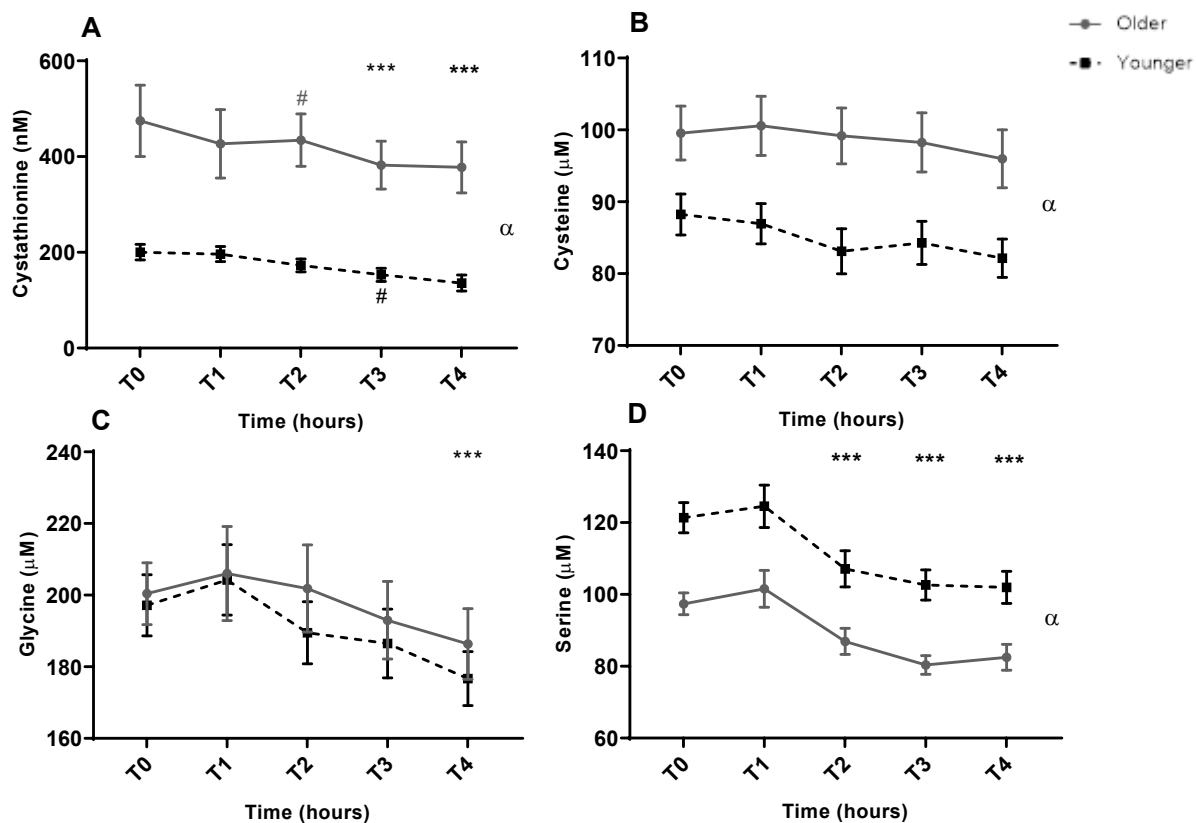 A
Cystathionine (nM)
600
400
200
0
***
***
#
#
α
T0
T1
T2
T3
T4
Time (hours)
B
Cysteine (μM)
110
100
90
80
70
α
T0
T1
T2
T3
T4
Time (hours)
Older
Younger
C
Glycine (μM)
240
220
200
180
160
***
T0
T1
T2
T3
T4
Time (hours)
D
Serine (μM)
140
120
100
80
60
***
***
***
α
T0
T1
T2
T3
T4
Time (hours)